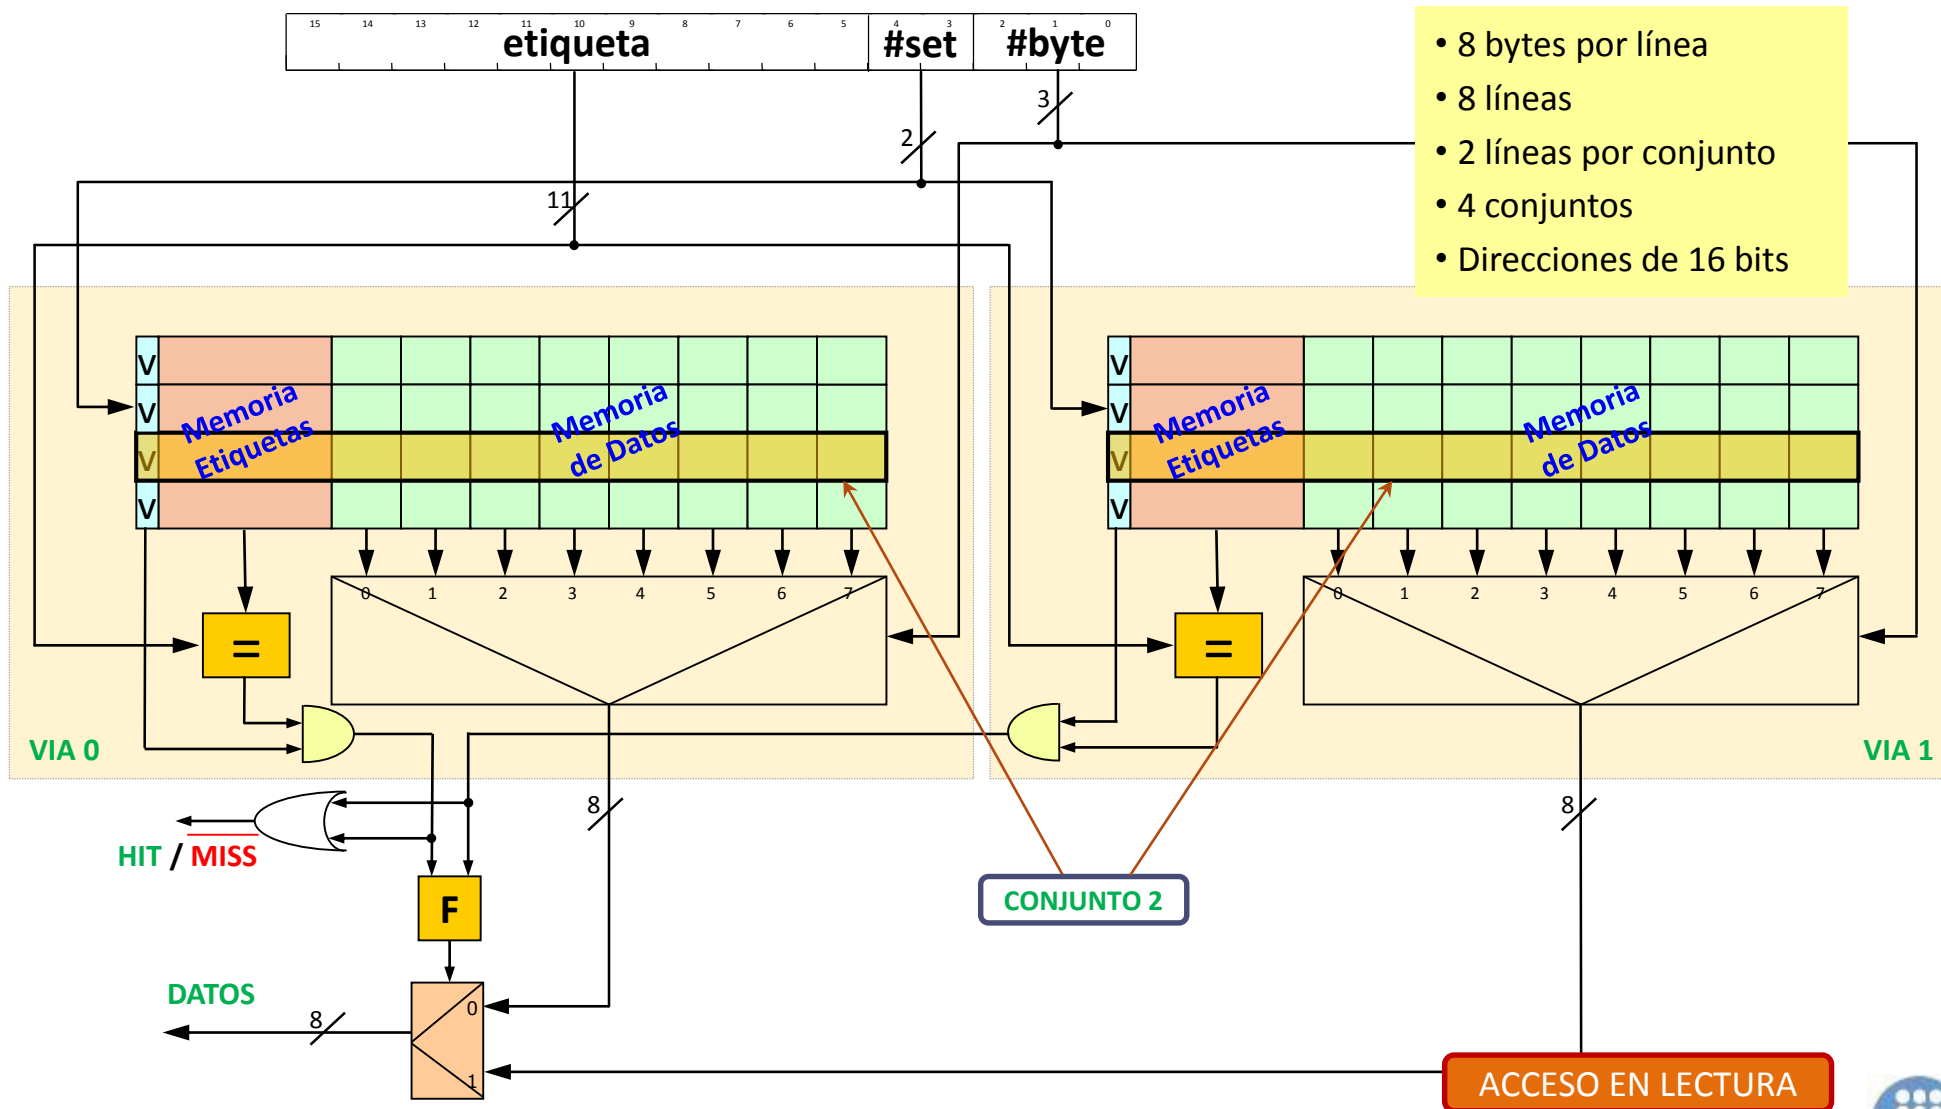 15 14 13 12 11 10 9 8 7 6 5 4 3 2 1 0
etiqueta #set #byte
• 8 bytes por línea
• 8 líneas
• 2 líneas por conjunto
• 4 conjuntos
• Direcciones de 16 bits
3
2
11
V
V
V
V
Memoria
Etiquetas
Memoria
de Datos
V
V
V
V
Memoria
Etiquetas
Memoria
de Datos
0 1 2 3 4 5 6 7
0 1 2 3 4 5 6 7
=
=
VIA 0
VIA 1
8
8
HIT / MISS
F
CONJUNTO 2
DATOS
8
0
1
ACCESO EN LECTURA